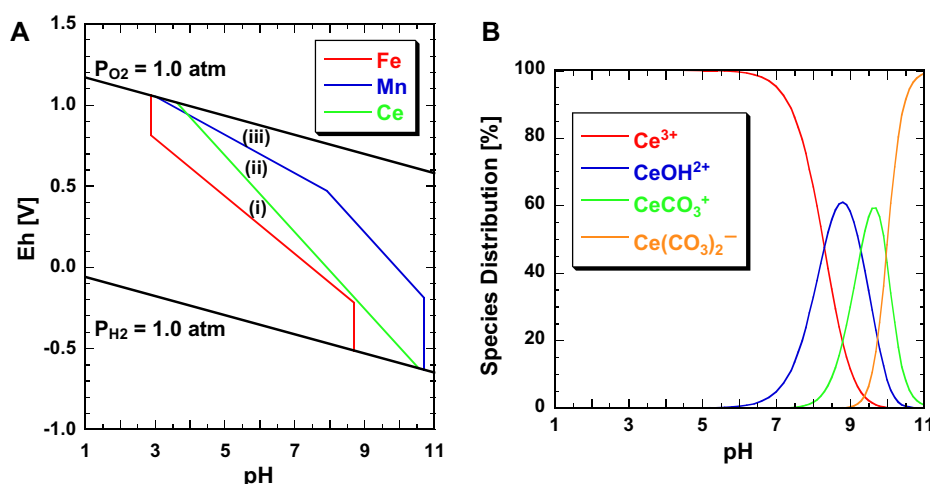 A
Eh [V]
1.5
1.0
0.5
0.0
-0.5
-1.0
P_O2 = 1.0 atm
Fe
Mn
Ce
(iii)
(ii)
(i)
P_H2 = 1.0 atm
1 3 5 7 9 11
pH
B
Species Distribution [%]
100
80
60
40
20
0
Ce³⁺
CeOH²⁺
CeCO₃⁺
Ce(CO₃)₂⁻
1 3 5 7 9 11
pH